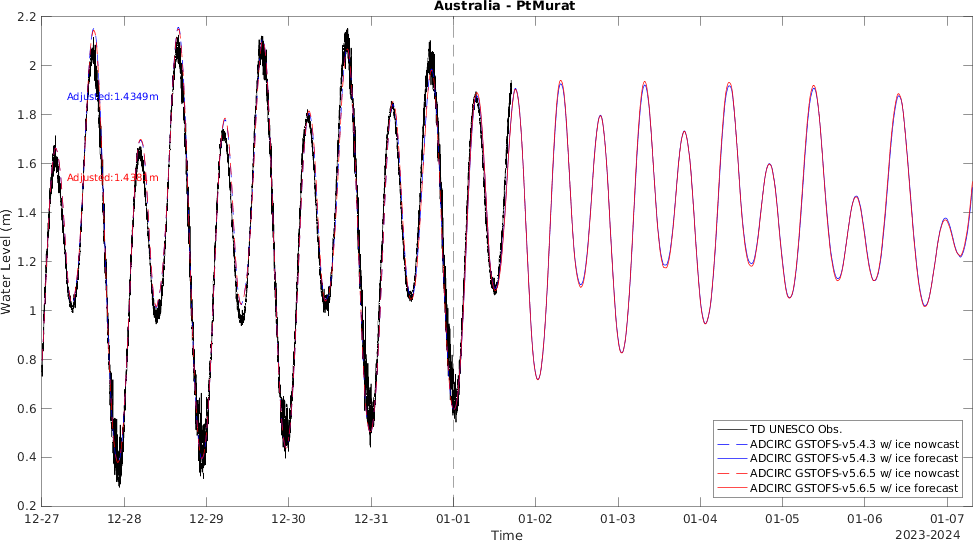 Australia - PtMurat
2.2
2
1.8
1.6
1.4
1.2
1
0.8
0.6
0.4
0.2
Water Level (m)
Adjusted:1.4349m
TD UNESCO Obs.
ADCIRC GSTOFS-v5.4.3 w/ ice nowcast
ADCIRC GSTOFS-v5.4.3 w/ ice forecast
ADCIRC GSTOFS-v5.6.5 w/ ice nowcast
ADCIRC GSTOFS-v5.6.5 w/ ice forecast
12-27 12-28 12-29 12-30 12-31 01-01 01-02 01-03 01-04 01-05 01-06 01-07
Time
2023-2024